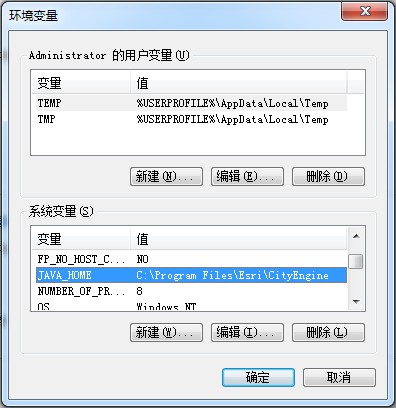 环境变量
Administrator 的用户变量(U)
变量 值
TEMP %USERPROFILE%\AppData\Local\Temp
TMP %USERPROFILE%\AppData\Local\Temp
新建(N)... 编辑(E)... 删除(D)
系统变量(S)
变量 值
FP_NO_HOST_C... NO
JAVA_HOME C:\Program Files\Esri\CityEngine
NUMBER_OF_PR... 8
OS Windows_NT
新建(W)... 编辑(I)... 删除(L)
确定 取消